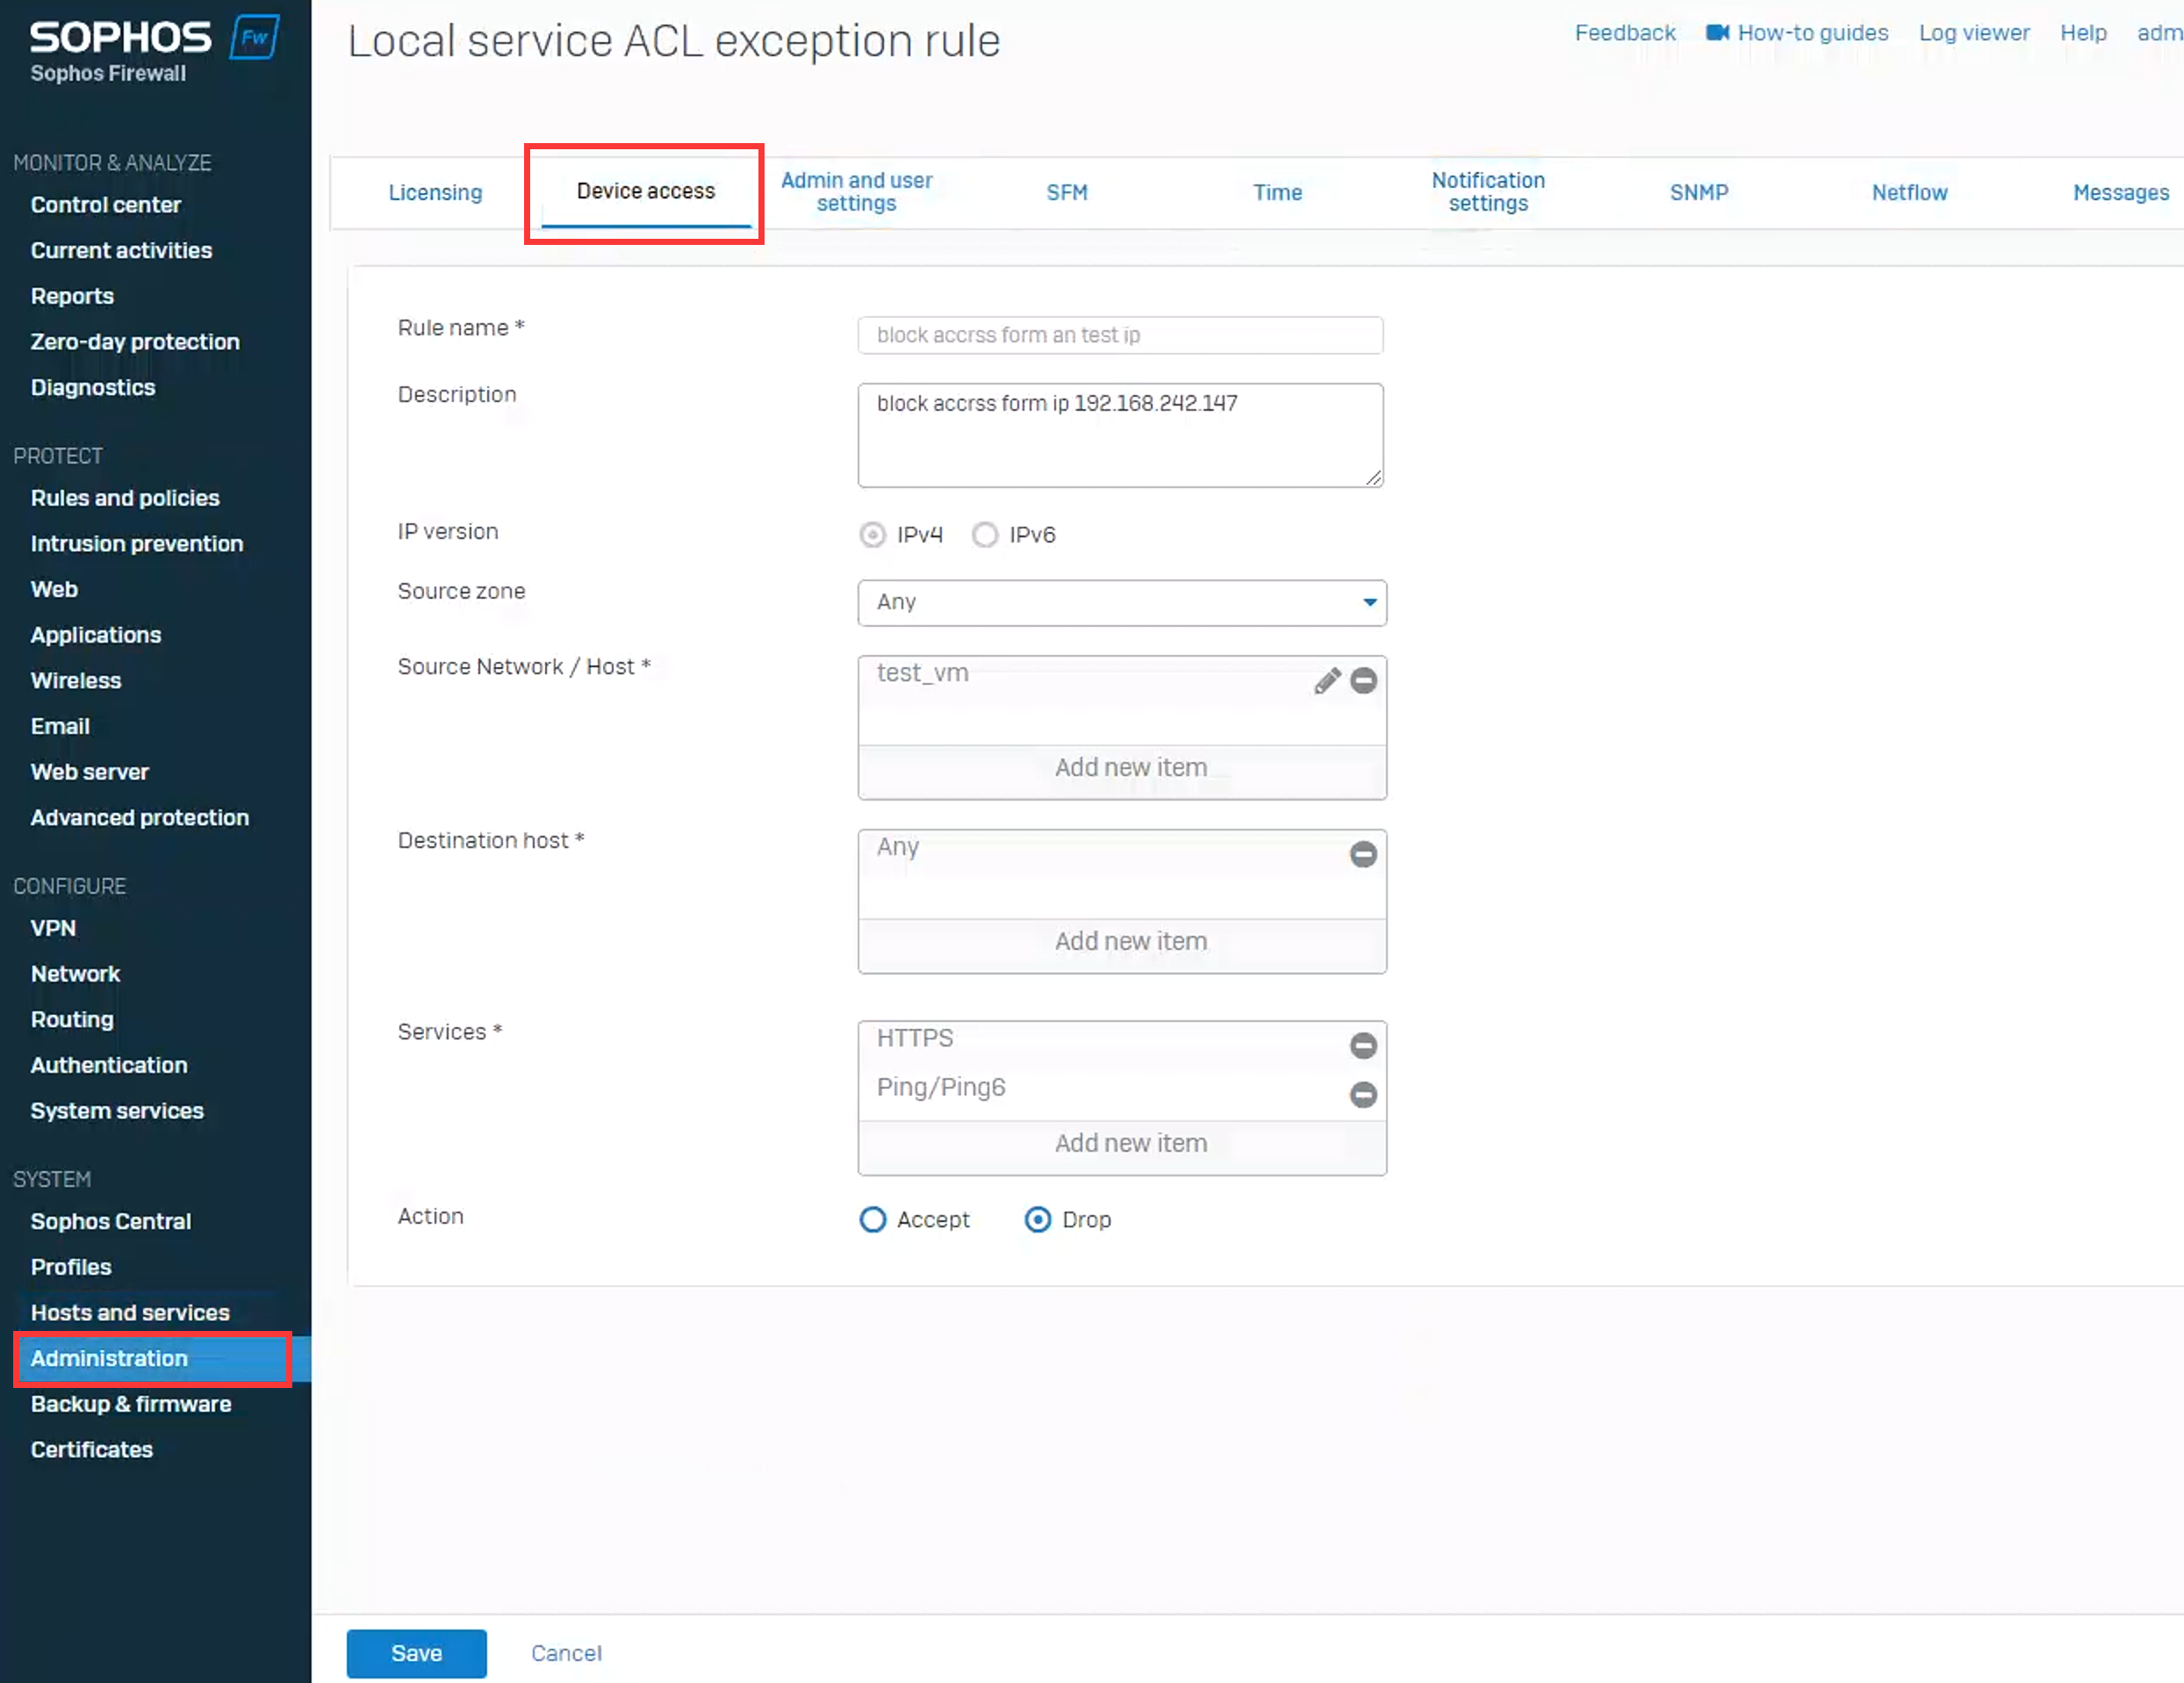 SOPHOS Fw
Sophos Firewall
MONITOR & ANALYZE
Control center
Current activities
Reports
Zero-day protection
Diagnostics
PROTECT
Rules and policies
Intrusion prevention
Web
Applications
Wireless
Email
Web server
Advanced protection
CONFIGURE
VPN
Network
Routing
Authentication
System services
SYSTEM
Sophos Central
Profiles
Hosts and services
Administration
Backup & firmware
Certificates
Local service ACL exception rule
Feedback How-to guides Log viewer Help adm
Licensing Device access Admin and user settings SFM Time Notification settings SNMP Netflow Messages
Rule name * block accrss form an test ip
Description block accrss form ip 192.168.242.147
IP version IPv4 IPv6
Source zone Any
Source Network / Host * test_vm
Add new item
Destination host * Any
Add new item
Services * HTTPS
Ping/Ping6
Add new item
Action Accept Drop
Save Cancel